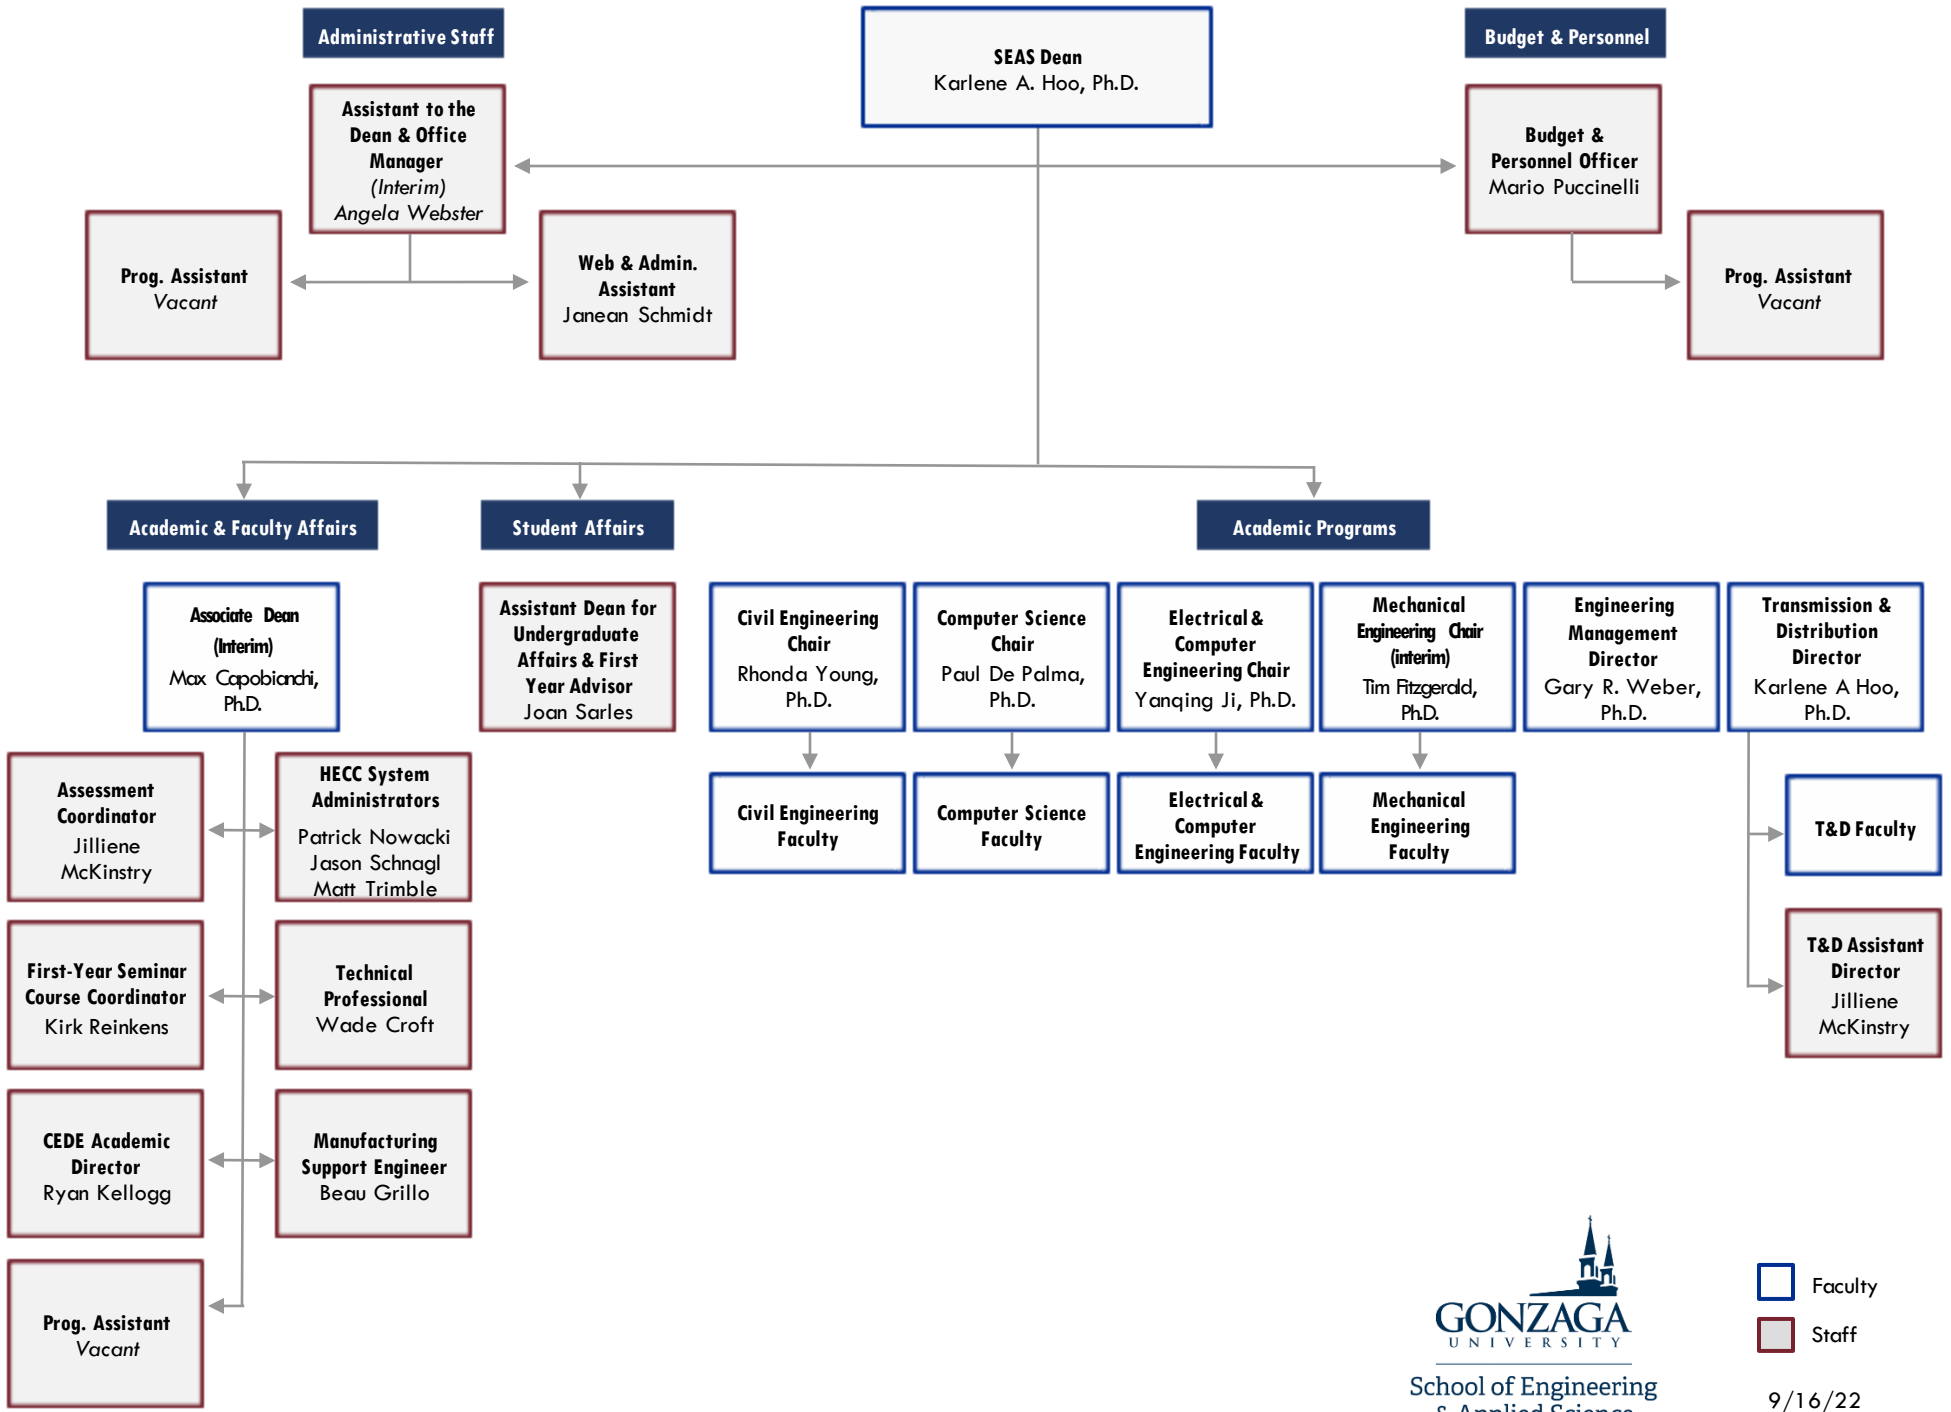 Administrative Staff
SEAS Dean
Karlene A. Hoo, Ph.D.
Budget & Personnel
Assistant to the
Dean & Office
Manager
(Interim)
Angela Webster
Budget &
Personnel Officer
Mario Puccinelli
Prog. Assistant
Vacant
Web & Admin.
Assistant
Janean Schmidt
Prog. Assistant
Vacant
Academic & Faculty Affairs
Student Affairs
Academic Programs
Associate Dean
(Interim)
Max Capobianchi,
Ph.D.
Assistant Dean for
Undergraduate
Affairs & First
Year Advisor
Joan Sarles
Civil Engineering
Chair
Rhonda Young,
Ph.D.
Computer Science
Chair
Paul De Palma,
Ph.D.
Electrical &
Computer
Engineering Chair
Yanqing Ji, Ph.D.
Mechanical
Engineering Chair
(interim)
Tim Fitzgerald,
Ph.D.
Engineering
Management
Director
Gary R. Weber,
Ph.D.
Transmission &
Distribution
Director
Karlene A Hoo,
Ph.D.
Assessment
Coordinator
Jilliene
McKinstry
HECC System
Administrators
Patrick Nowacki
Jason Schnagl
Matt Trimble
Civil Engineering
Faculty
Computer Science
Faculty
Electrical &
Computer
Engineering Faculty
Mechanical
Engineering
Faculty
T&D Faculty
First-Year Seminar
Course Coordinator
Kirk Reinkens
Technical
Professional
Wade Croft
T&D Assistant
Director
Jilliene
McKinstry
CEDE Academic
Director
Ryan Kellogg
Manufacturing
Support Engineer
Beau Grillo
Prog. Assistant
Vacant
GONZAGA
UNIVERSITY
School of Engineering
& Applied Science
Faculty
Staff
9/16/22